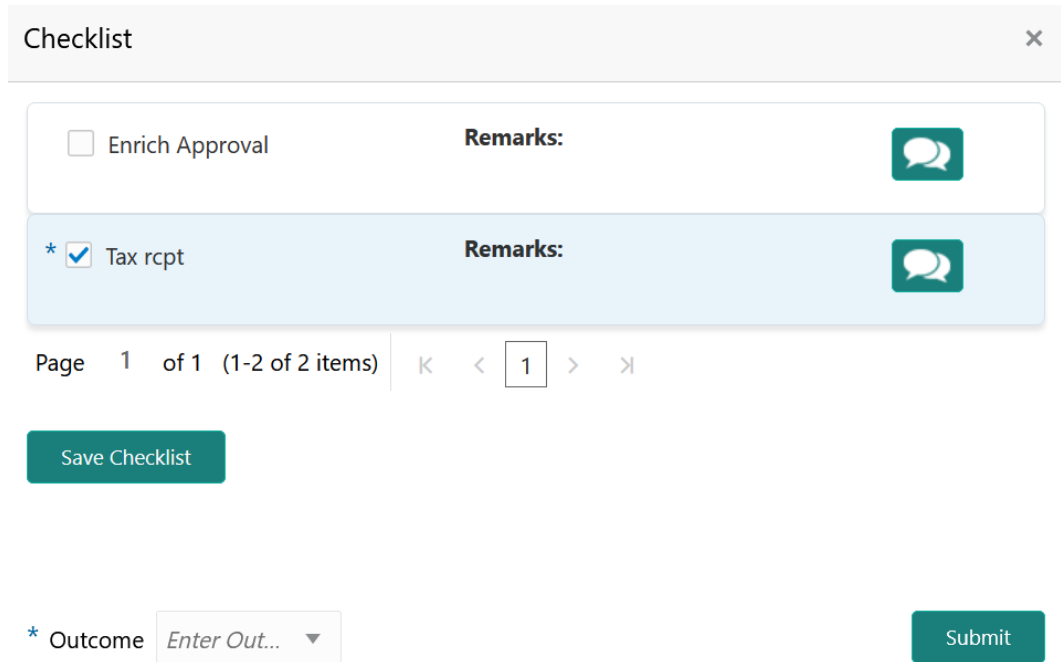 Checklist
Enrich Approval Remarks:
* Tax rcpt Remarks:
Page 1 of 1 (1-2 of 2 items) 1
Save Checklist
* Outcome Enter Out... Submit